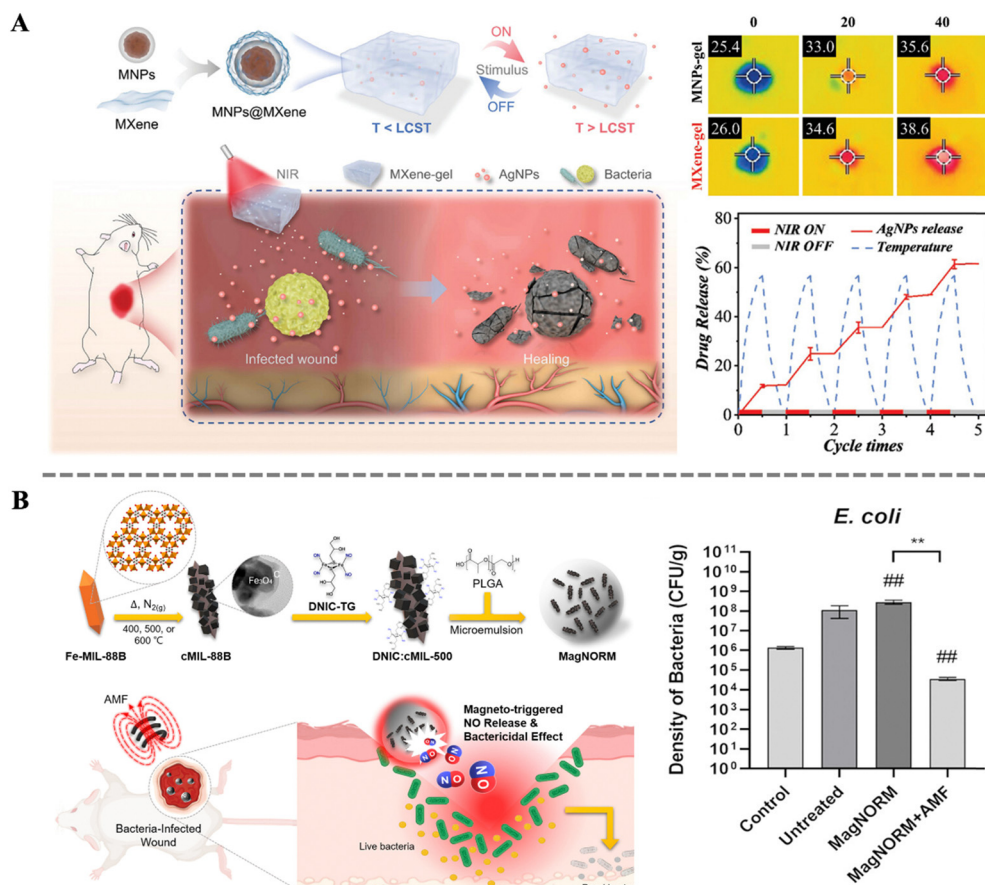 A
MNPs
MXene
MNPs@MXene
ON
Stimulus
OFF
T < LCST
T > LCST
NIR
MXene-gel
AgNPs
Bacteria
Infected wound
Healing
0
20
40
MNPs-gel
25.4
33.0
35.6
MXene-gel
26.0
34.6
38.6
Drug Release (%)
80
60
40
20
0
NIR ON
NIR OFF
AgNPs release
Temperature
0
1
2
3
4
5
Cycle times
B
Fe-MIL-88B
Δ, N2(g)
400, 500, or
600 ℃
cMIL-88B
Fe3O4
DNIC-TG
DNIC:cMIL-500
PLGA
Microemulsion
MagNORM
AMF
Bacteria-Infected
Wound
Magneto-triggered
NO Release &
Bactericidal Effect
N
O
N
O
N
O
Live bacteria
E. coli
Density of Bacteria (CFU/g)
10^11
10^10
10^9
10^8
10^7
10^6
10^5
10^4
10^3
10^2
10^1
10^0
**
##
##
Control
Untreated
MagNORM
MagNORM+AMF